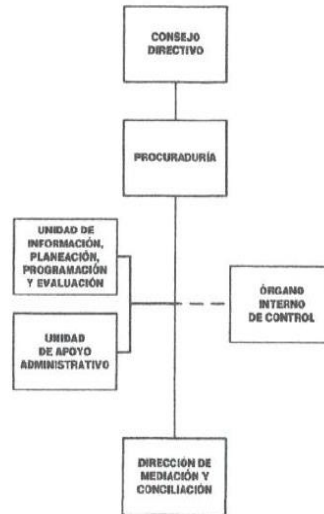 CONSEJO
DIRECTIVO
PROCURADURÍA
UNIDAD DE
INFORMACIÓN,
PLANEACIÓN,
PROGRAMACIÓN
Y EVALUACIÓN
UNIDAD
DE APOYO
ADMINISTRATIVO
ÓRGANO
INTERNO
DE CONTROL
DIRECCIÓN DE
MEDIACIÓN Y
CONCILIACIÓN